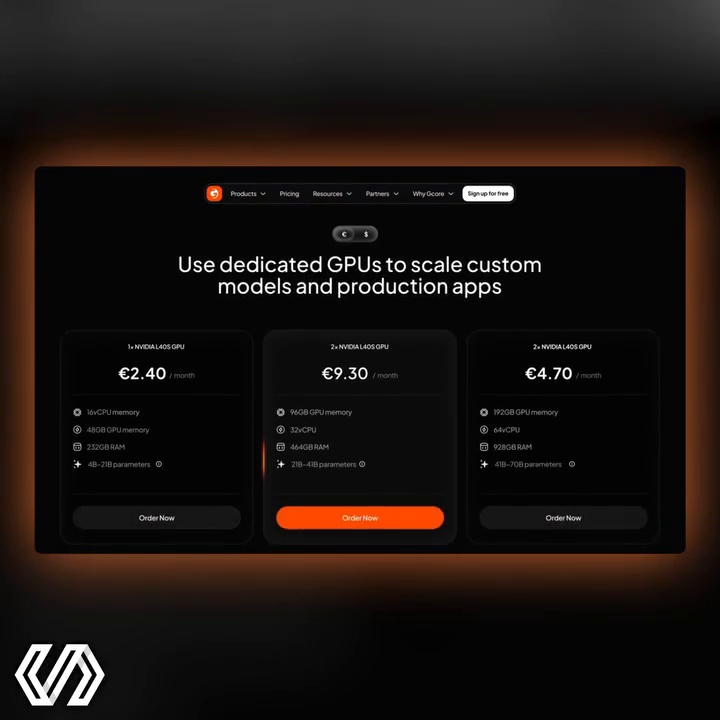 Products Pricing Resources Partners Why Gcore Sign up for free
€ $
Use dedicated GPUs to scale custom
models and production apps
1x NVIDIA L40S GPU
€2.40 / month
16vCPU memory
48GB GPU memory
232GB RAM
4B–21B parameters
Order Now
2x NVIDIA L40S GPU
€9.30 / month
96GB GPU memory
32vCPU
464GB RAM
21B–41B parameters
Order Now
2x NVIDIA L40S GPU
€4.70 / month
192GB GPU memory
64vCPU
928GB RAM
41B–70B parameters
Order Now